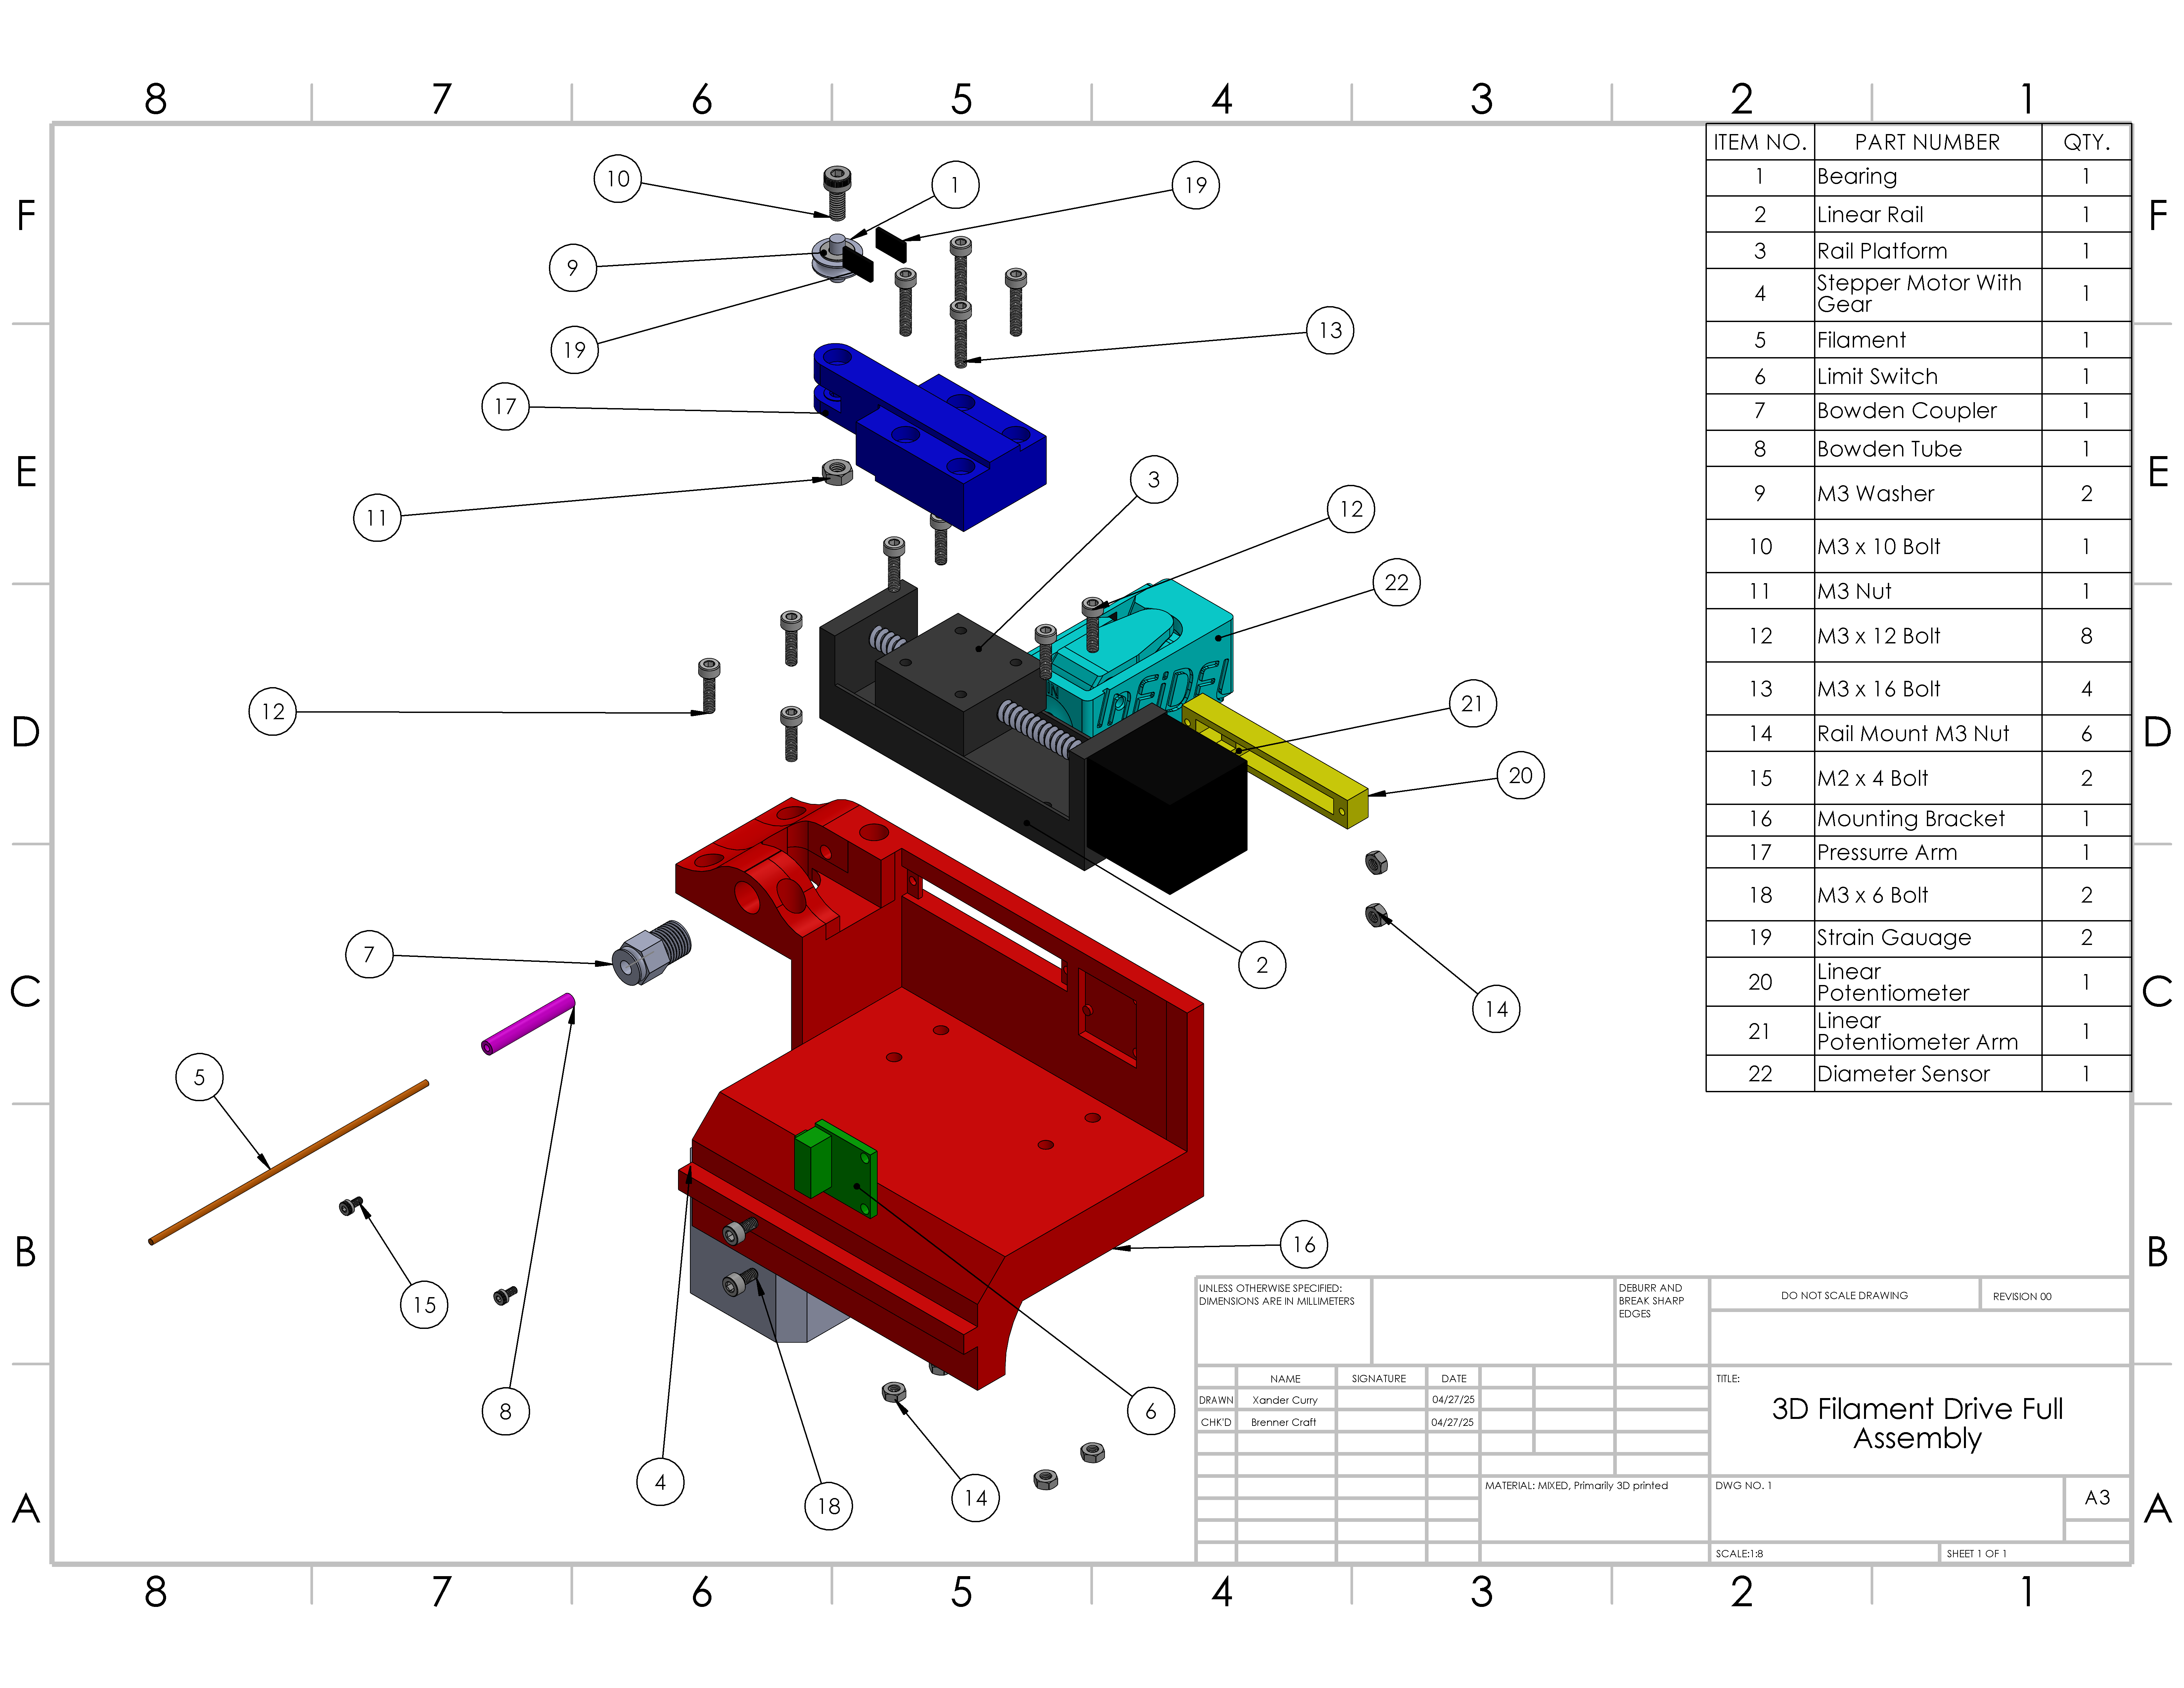 8 7 6 5 4 3 2 1
F F
E E
D D
C C
B B
A A
10
1
19
9
19
13
17
11
3
12
22
12
21
20
7
2
14
5
16
15
8
4
18
14
6
ITEM NO. PART NUMBER QTY.
1 Bearing 1
2 Linear Rail 1
3 Rail Platform 1
4 Stepper Motor With
Gear 1
5 Filament 1
6 Limit Switch 1
7 Bowden Coupler 1
8 Bowden Tube 1
9 M3 Washer 2
10 M3 x 10 Bolt 1
11 M3 Nut 1
12 M3 x 12 Bolt 8
13 M3 x 16 Bolt 4
14 Rail Mount M3 Nut 6
15 M2 x 4 Bolt 2
16 Mounting Bracket 1
17 Pressurre Arm 1
18 M3 x 6 Bolt 2
19 Strain Gauage 2
20 Linear
Potentiometer 1
21 Linear
Potentiometer Arm 1
22 Diameter Sensor 1
UNLESS OTHERWISE SPECIFIED:
DIMENSIONS ARE IN MILLIMETERS
DEBURR AND
BREAK SHARP
EDGES
DO NOT SCALE DRAWING
REVISION 00
NAME SIGNATURE DATE
DRAWN Xander Curry 04/27/25
CHK'D Brenner Craft 04/27/25
MATERIAL: MIXED, Primarily 3D printed
TITLE:
3D Filament Drive Full
Assembly
DWG NO. 1
A3
SCALE:1:8
SHEET 1 OF 1
8 7 6 5 4 3 2 1